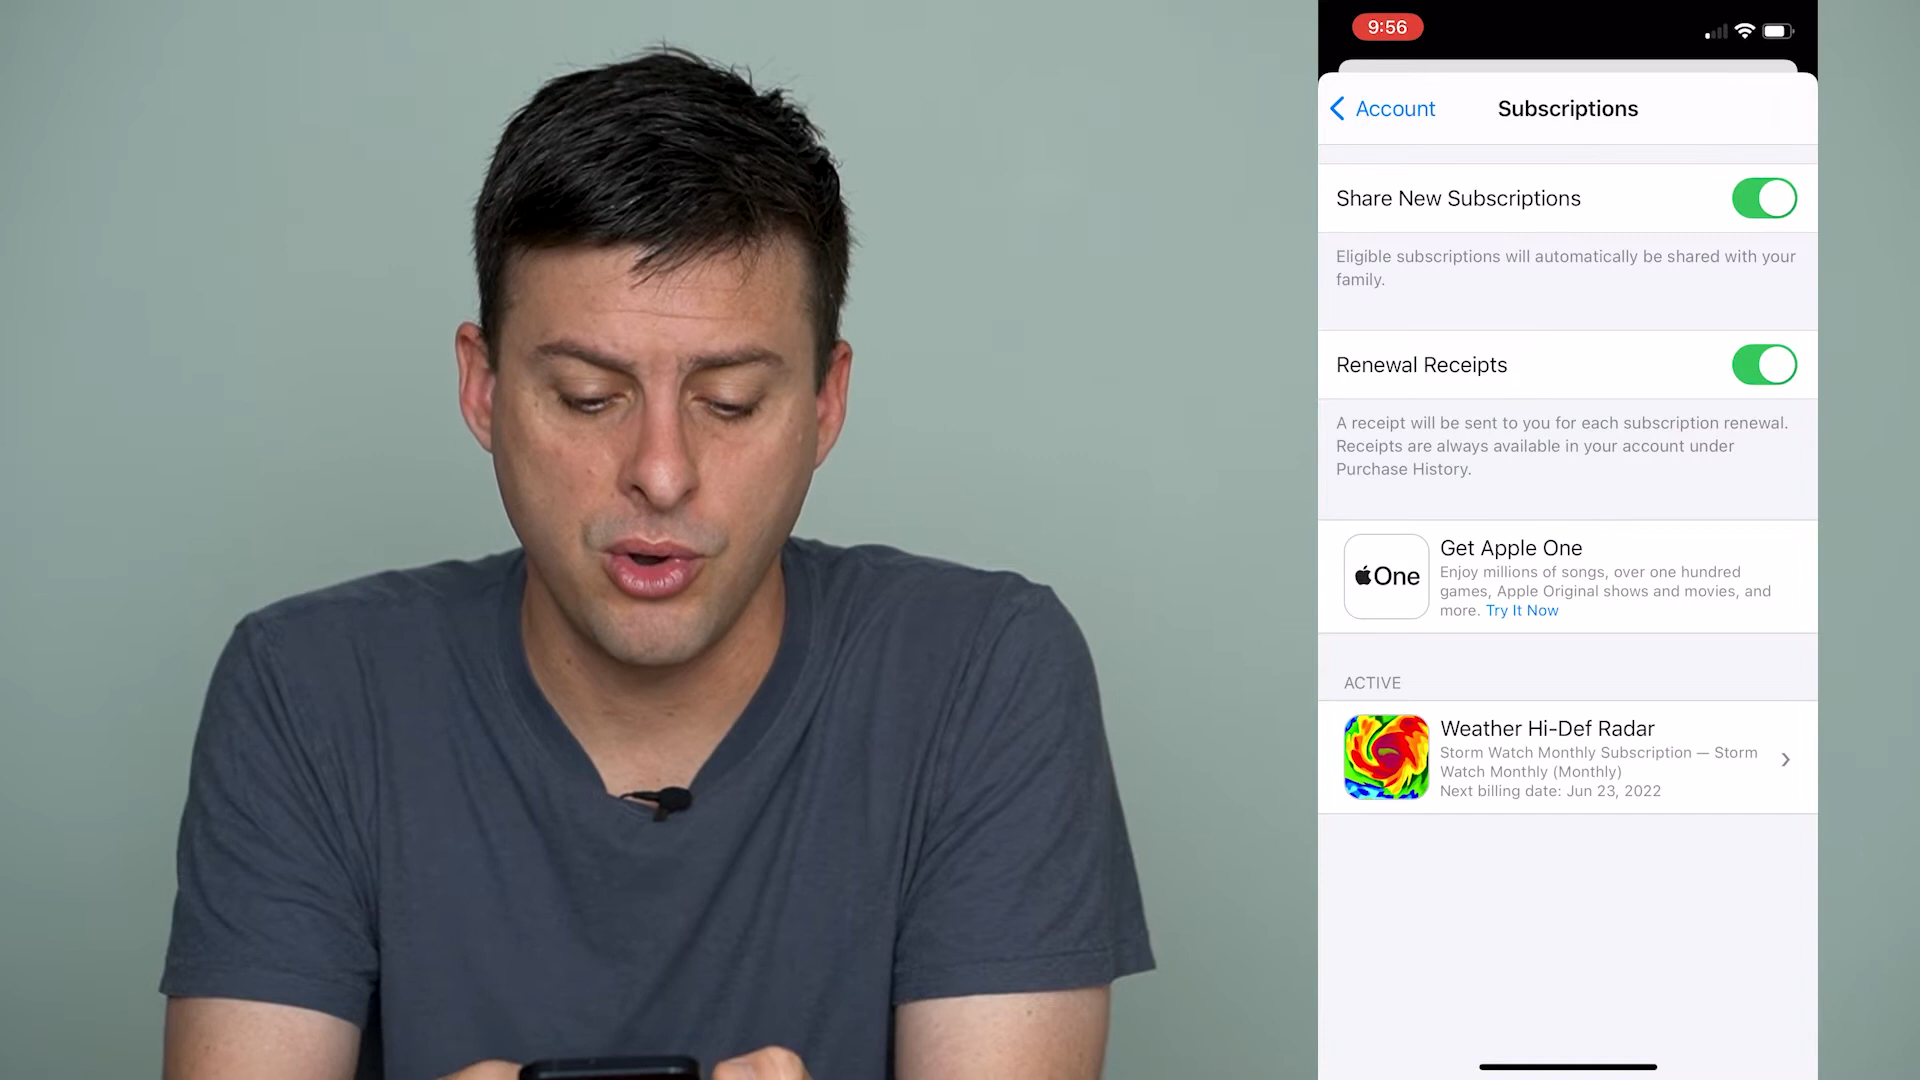 9:56
Account
Subscriptions
Share New Subscriptions
Eligible subscriptions will automatically be shared with your
family.
Renewal Receipts
A receipt will be sent to you for each subscription renewal.
Receipts are always available in your account under
Purchase History.
One
Get Apple One
Enjoy millions of songs, over one hundred
games, Apple Original shows and movies, and
more. Try It Now
ACTIVE
Weather Hi-Def Radar
Storm Watch Monthly Subscription — Storm
Watch Monthly (Monthly)
Next billing date: Jun 23, 2022